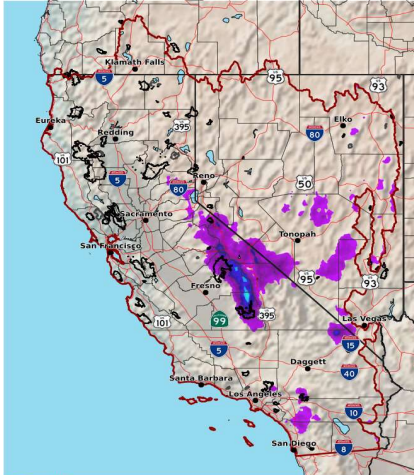 Klamath Falls
5
95
93
Eureka
Redding
395
Elko
80
101
5
Reno
80
50
Sacramento
San Francisco
Tonopah
95
93
Fresno
395
99
101
Las Vegas
15
5
Daggett
40
Santa Barbara
Los Angeles
10
San Diego
8